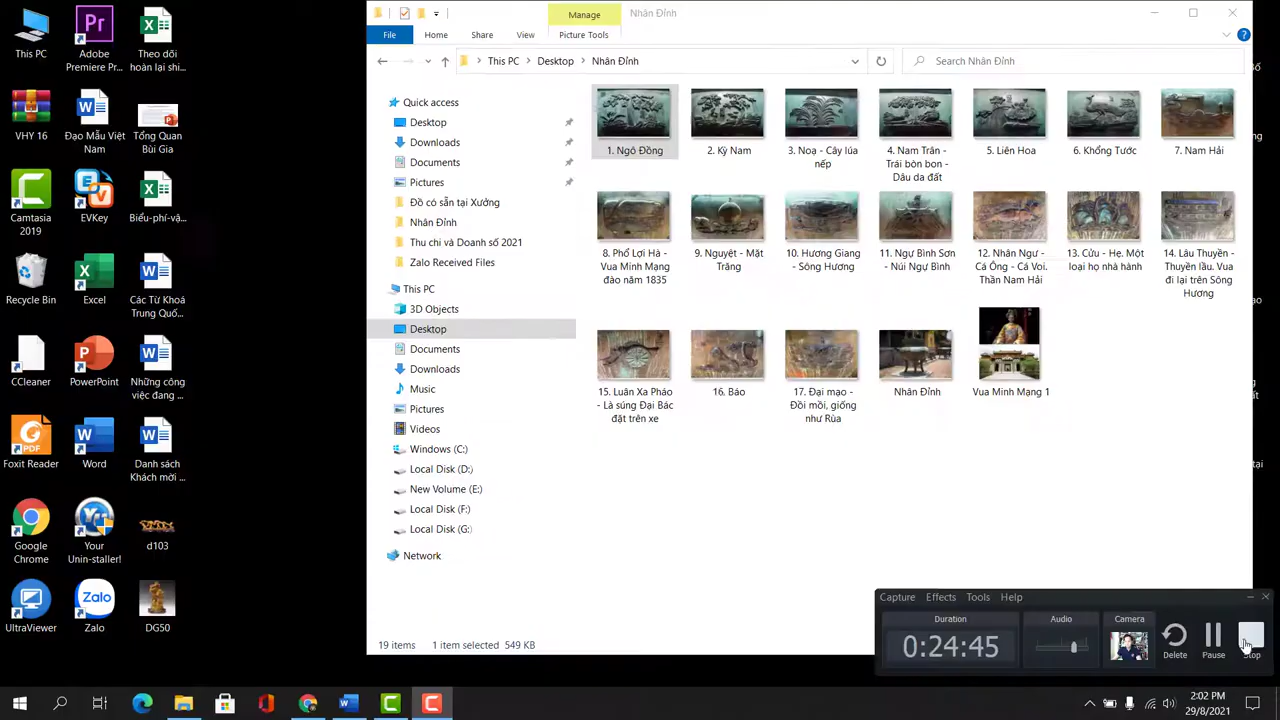 This PC
Adobe
Premiere Pr...
Theo dõi
hoàn lại shi...
VHY 16
Đạo Mẫu Việt
Nam
Tổng Quan
Bùi Gia
Camtasia
2019
EVKey
Biểu-phí-vậ...
Recycle Bin
Excel
Các Từ Khoá
Trung Quố...
CCleaner
PowerPoint
Những công
việc đang ...
Foxit Reader
Word
Danh sách
Khách mời ...
Google
Chrome
Your
Unin-staller!
d103
UltraViewer
Zalo
DG50
Manage
Nhân Đỉnh
File
Home
Share
View
Picture Tools
This PC
Desktop
Nhân Đỉnh
Search Nhân Đỉnh
Quick access
Desktop
Downloads
Documents
Pictures
Đồ có sẵn tại Xưởng
Nhân Đỉnh
Thu chi và Doanh số 2021
Zalo Received Files
This PC
3D Objects
Desktop
Documents
Downloads
Music
Pictures
Videos
Windows (C:)
Local Disk (D:)
New Volume (E:)
Local Disk (F:)
Local Disk (G:)
Network
1. Ngô Đồng
2. Kỳ Nam
3. Noạ - Cây lúa
nếp
4. Nam Trân -
Trái bòn bon -
Dâu da đất
5. Liên Hoa
6. Khổng Tước
7. Nam Hải
8. Phổ Lợi Hà -
Vua Minh Mạng
đào năm 1835
9. Nguyệt - Mặt
Trăng
10. Hương Giang
- Sông Hương
11. Ngự Bình Sơn
- Núi Ngự Bình
12. Nhân Ngư -
Cá Ông - Cá Voi.
Thần Nam Hải
13. Cửu - Hẹ. Một
loại họ nhà hành
14. Lâu Thuyền -
Thuyền lầu. Vua
đi lại trên Sông
Hương
15. Luân Xa Pháo
- Là súng Đại Bác
đặt trên xe
16. Báo
17. Đại mạo -
Đồi mồi, giống
như Rùa
Nhân Đỉnh
Vua Minh Mạng 1
19 items
1 item selected 549 KB
Capture
Effects
Tools
Help
Duration
0:24:45
Audio
Camera
Delete
Pause
Stop
2:02 PM
29/8/2021